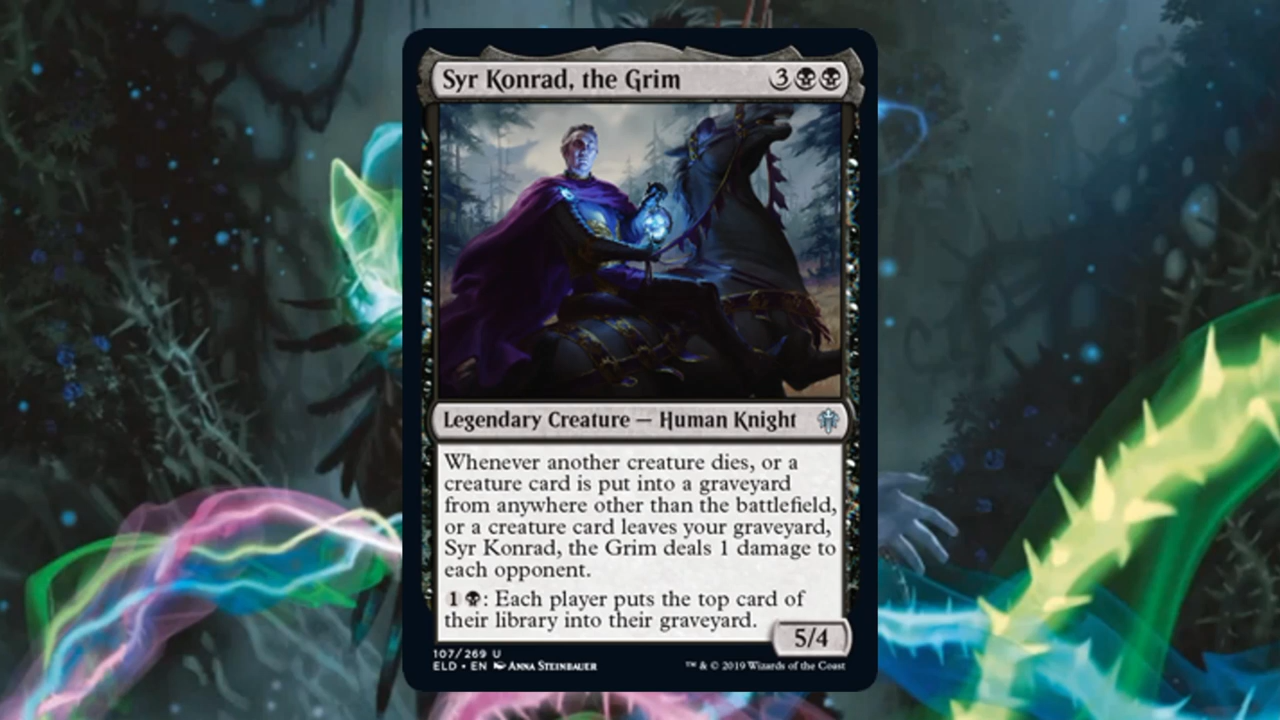 Syr Konrad, the Grim 3
Legendary Creature — Human Knight
Whenever another creature dies, or a
creature card is put into a graveyard
from anywhere other than the battlefield,
or a creature card leaves your graveyard,
Syr Konrad, the Grim deals 1 damage to
each opponent.
1 : Each player puts the top card of
their library into their graveyard.
5/4
107/269 U
ELD • EN Anna Steinbauer
™ & © 2019 Wizards of the Coast